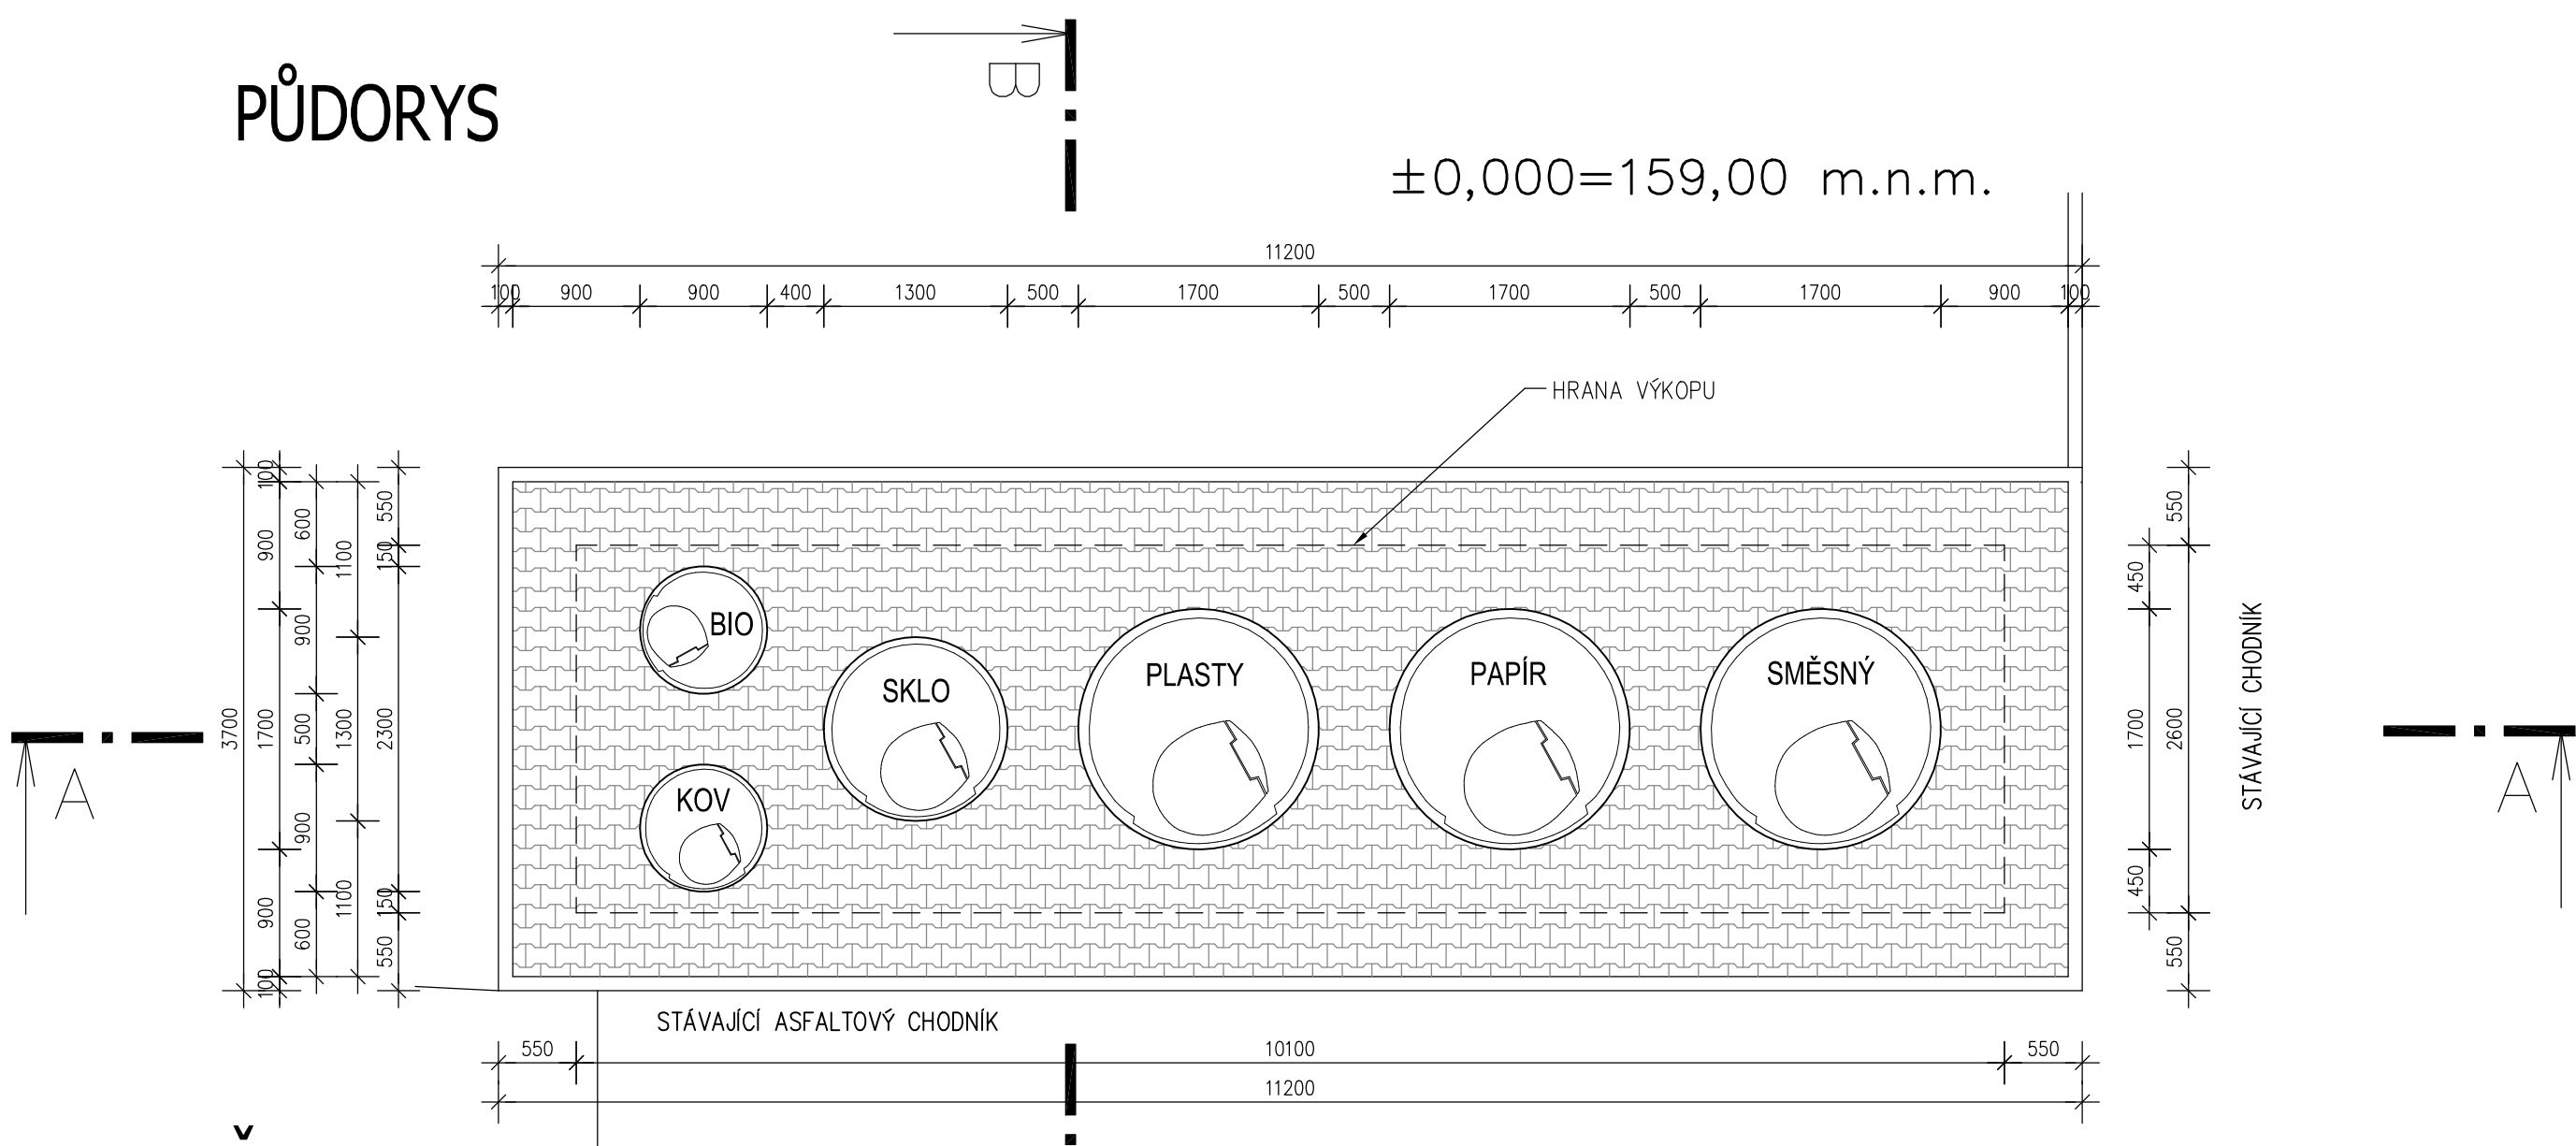 B
PŮDORYS
±0,000=159,00 m.n.m.
11200
100 900 900 400 1300 500 1700 500 1700 500 1700 900 100
HRANA VÝKOPU
3700
100 900 1700 900 100
600 900 500 900 600
1100 1300 1100
550 150 2300 150 550
BIO
KOV
SKLO
PLASTY
PAPÍR
SMĚSNÝ
450 1700 450
550 2600 550
STÁVAJÍCÍ CHODNÍK
A
A
STÁVAJÍCÍ ASFALTOVÝ CHODNÍK
550 10100 550
11200